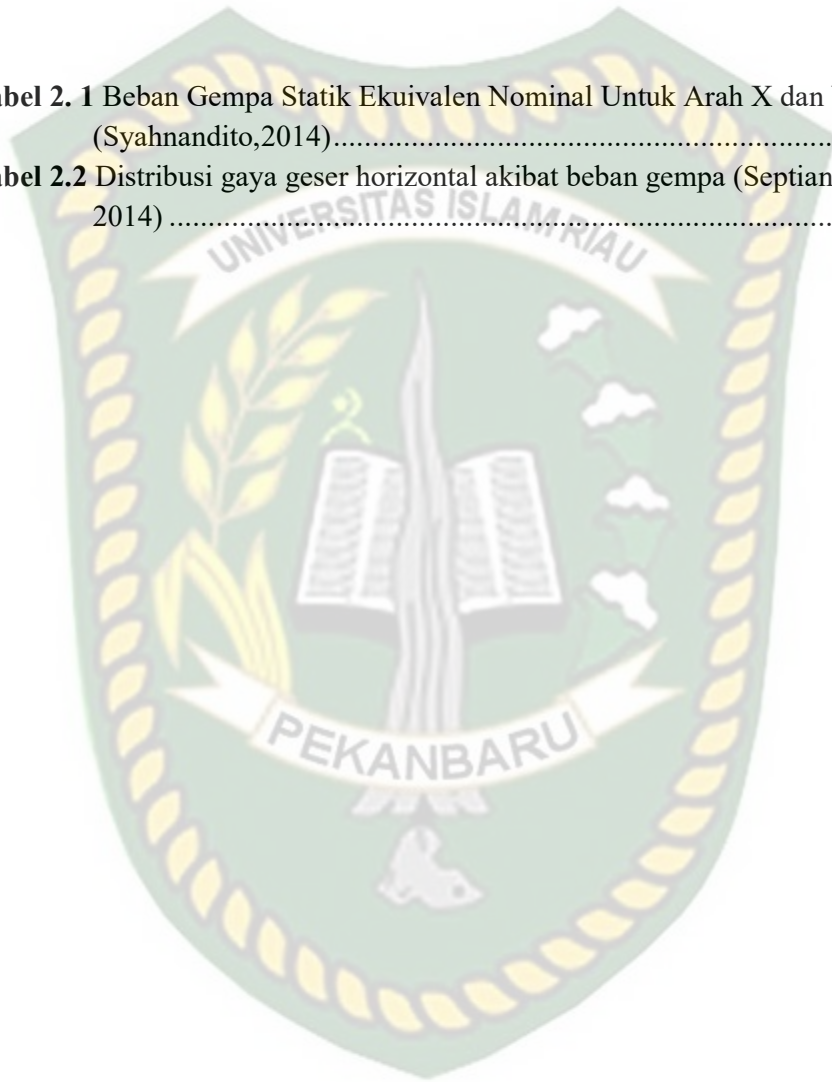 abel 2. 1 Beban Gempa Statik Ekuivalen Nominal Untuk Arah X dan
(Syahnandito,2014)................................................................
abel 2.2 Distribusi gaya geser horizontal akibat beban gempa (Septian
2014) .....................................................................................
UNIVERSITAS ISLAM RIAU
PEKANBARU